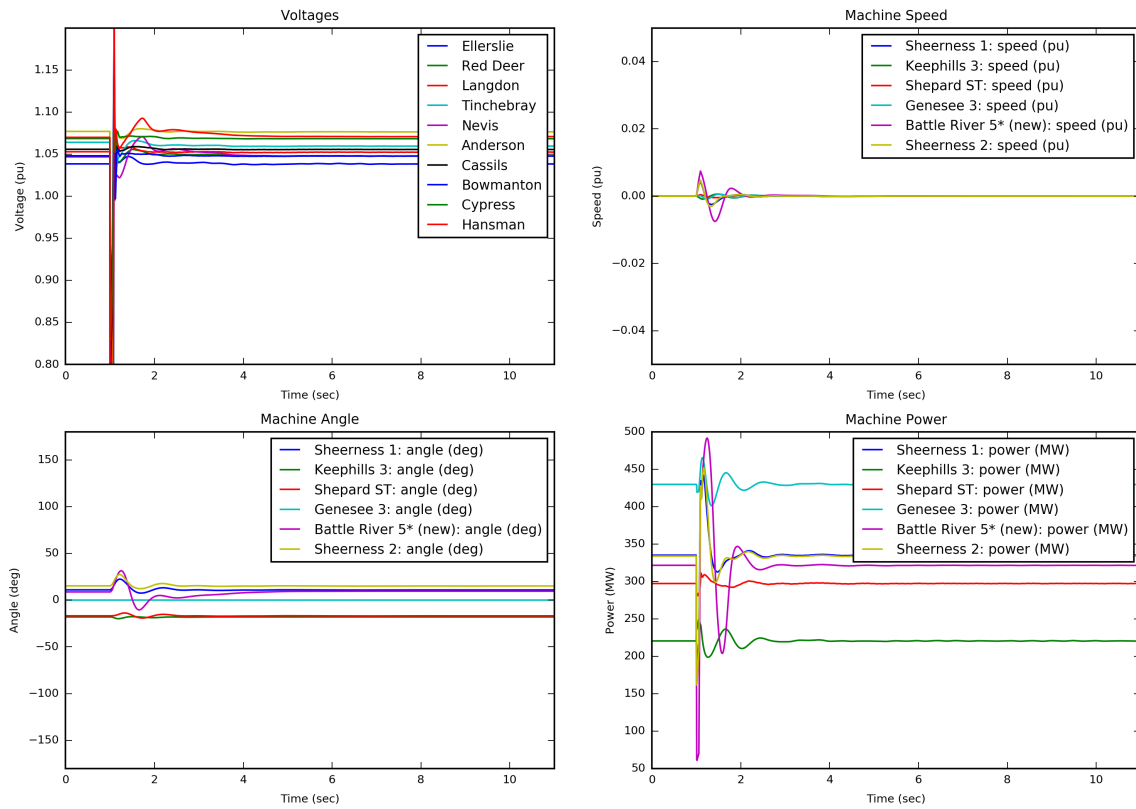 Voltages
Voltage (pu)
1.15
1.10
1.05
1.00
0.95
0.90
0.85
0.80
Ellerslie
Red Deer
Langdon
Tinchebray
Nevis
Anderson
Cassils
Bowmanton
Cypress
Hansman
0 2 4 6 8 10
Time (sec)
Machine Speed
Speed (pu)
0.04
0.02
0.00
−0.02
−0.04
Sheerness 1: speed (pu)
Keephills 3: speed (pu)
Shepard ST: speed (pu)
Genesee 3: speed (pu)
Battle River 5* (new): speed (pu)
Sheerness 2: speed (pu)
0 2 4 6 8 10
Time (sec)
Machine Angle
Angle (deg)
150
100
50
0
−50
−100
−150
Sheerness 1: angle (deg)
Keephills 3: angle (deg)
Shepard ST: angle (deg)
Genesee 3: angle (deg)
Battle River 5* (new): angle (deg)
Sheerness 2: angle (deg)
0 2 4 6 8 10
Time (sec)
Machine Power
Power (MW)
500
450
400
350
300
250
200
150
100
50
Sheerness 1: power (MW)
Keephills 3: power (MW)
Shepard ST: power (MW)
Genesee 3: power (MW)
Battle River 5* (new): power (MW)
Sheerness 2: power (MW)
0 2 4 6 8 10
Time (sec)